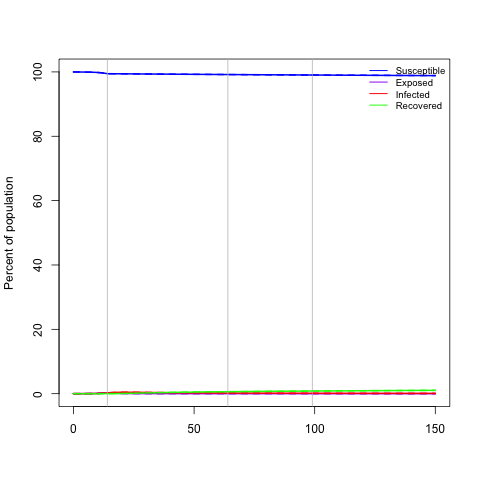 Susceptible
Exposed
Infected
Recovered
Percent of population
100
80
60
40
20
0
0 50 100 150